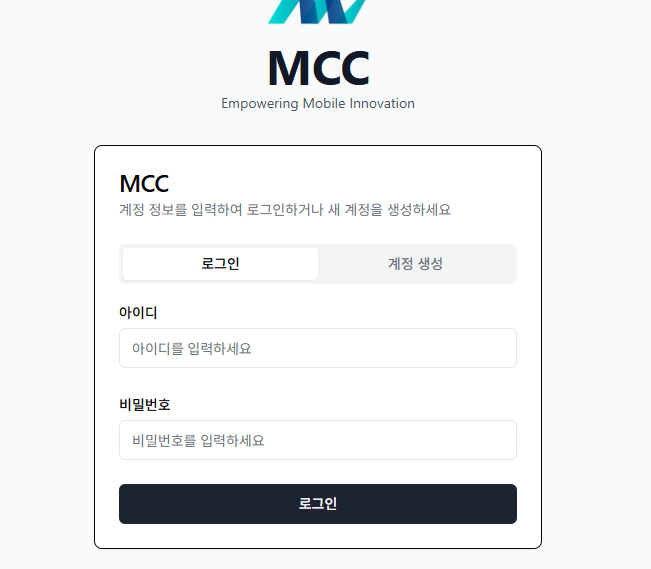 MCC
Empowering Mobile Innovation
MCC
계정 정보를 입력하여 로그인하거나 새 계정을 생성하세요
로그인
계정 생성
아이디
아이디를 입력하세요
비밀번호
비밀번호를 입력하세요
로그인